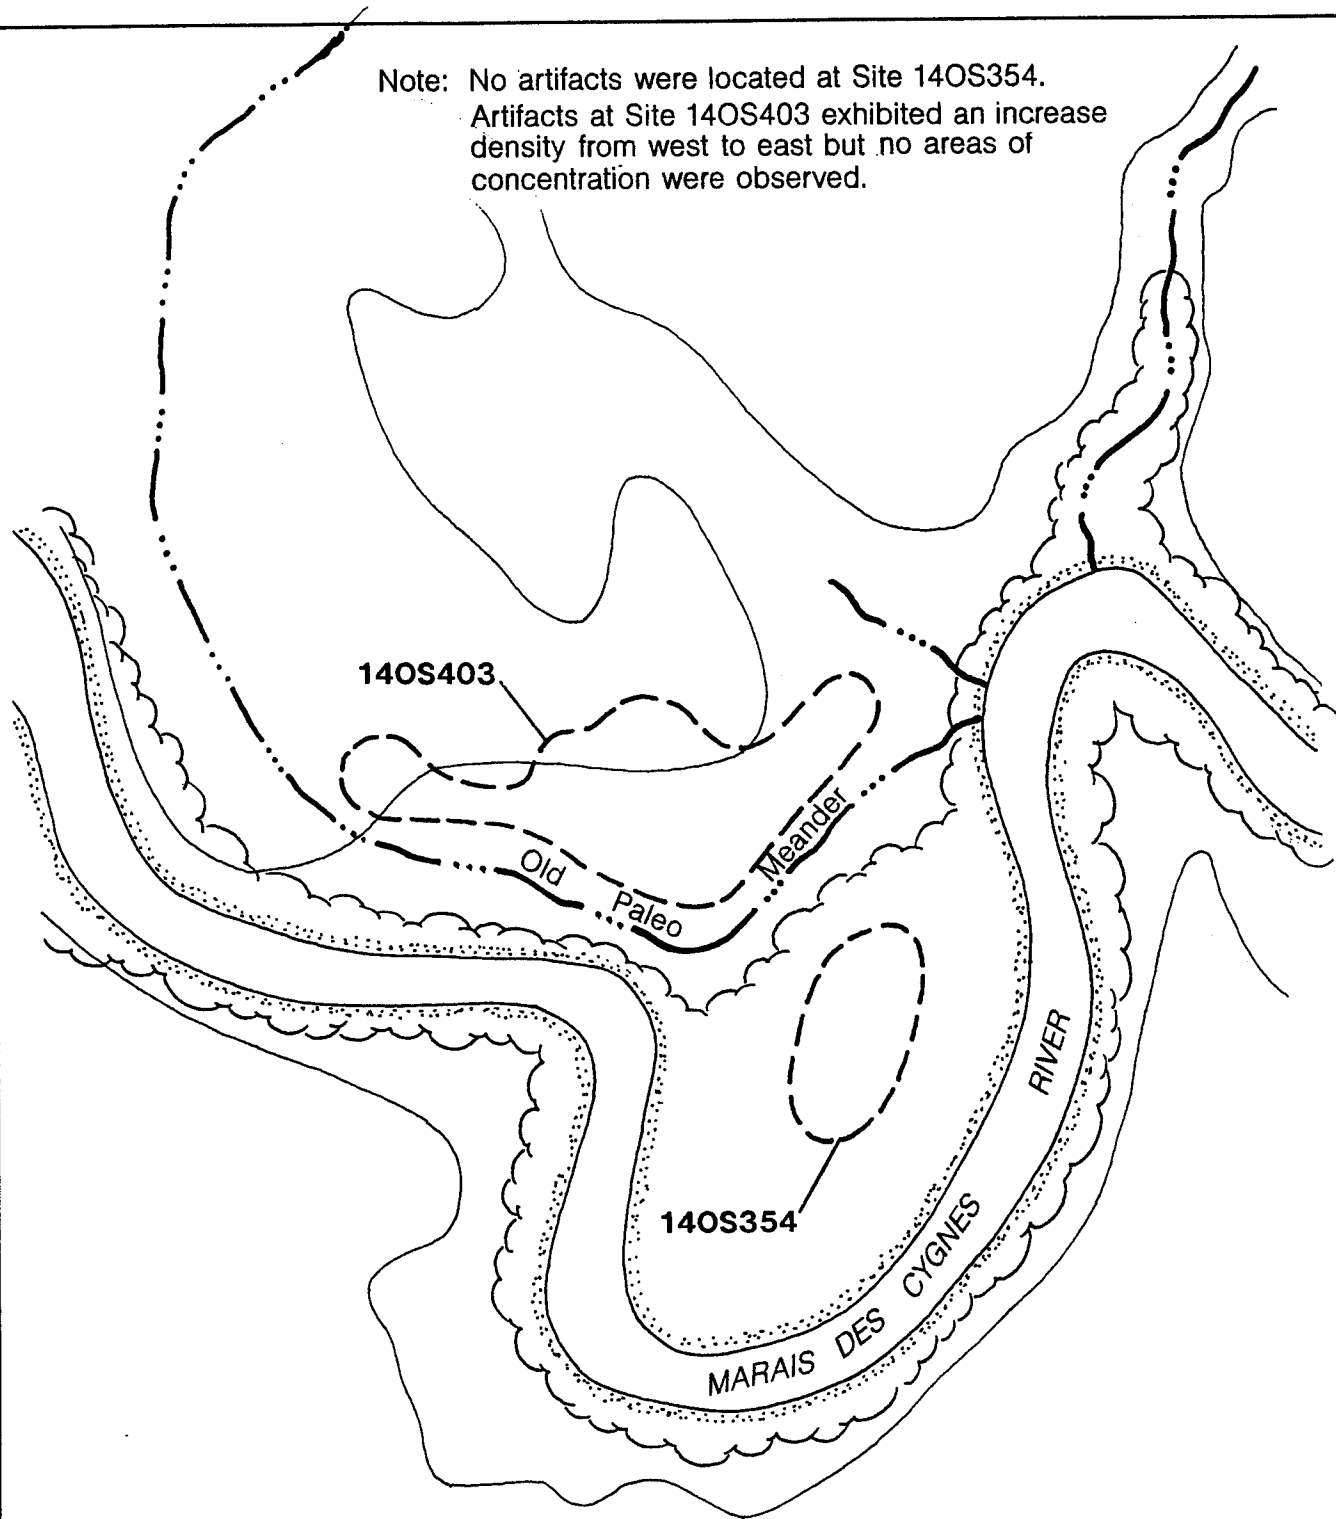 Note: No artifacts were located at Site 14OS354.
Artifacts at Site 14OS403 exhibited an increase
density from west to east but no areas of
concentration were observed.
14OS403
Old Paleo Meander
14OS354
MARAIS DES CYGNES RIVER